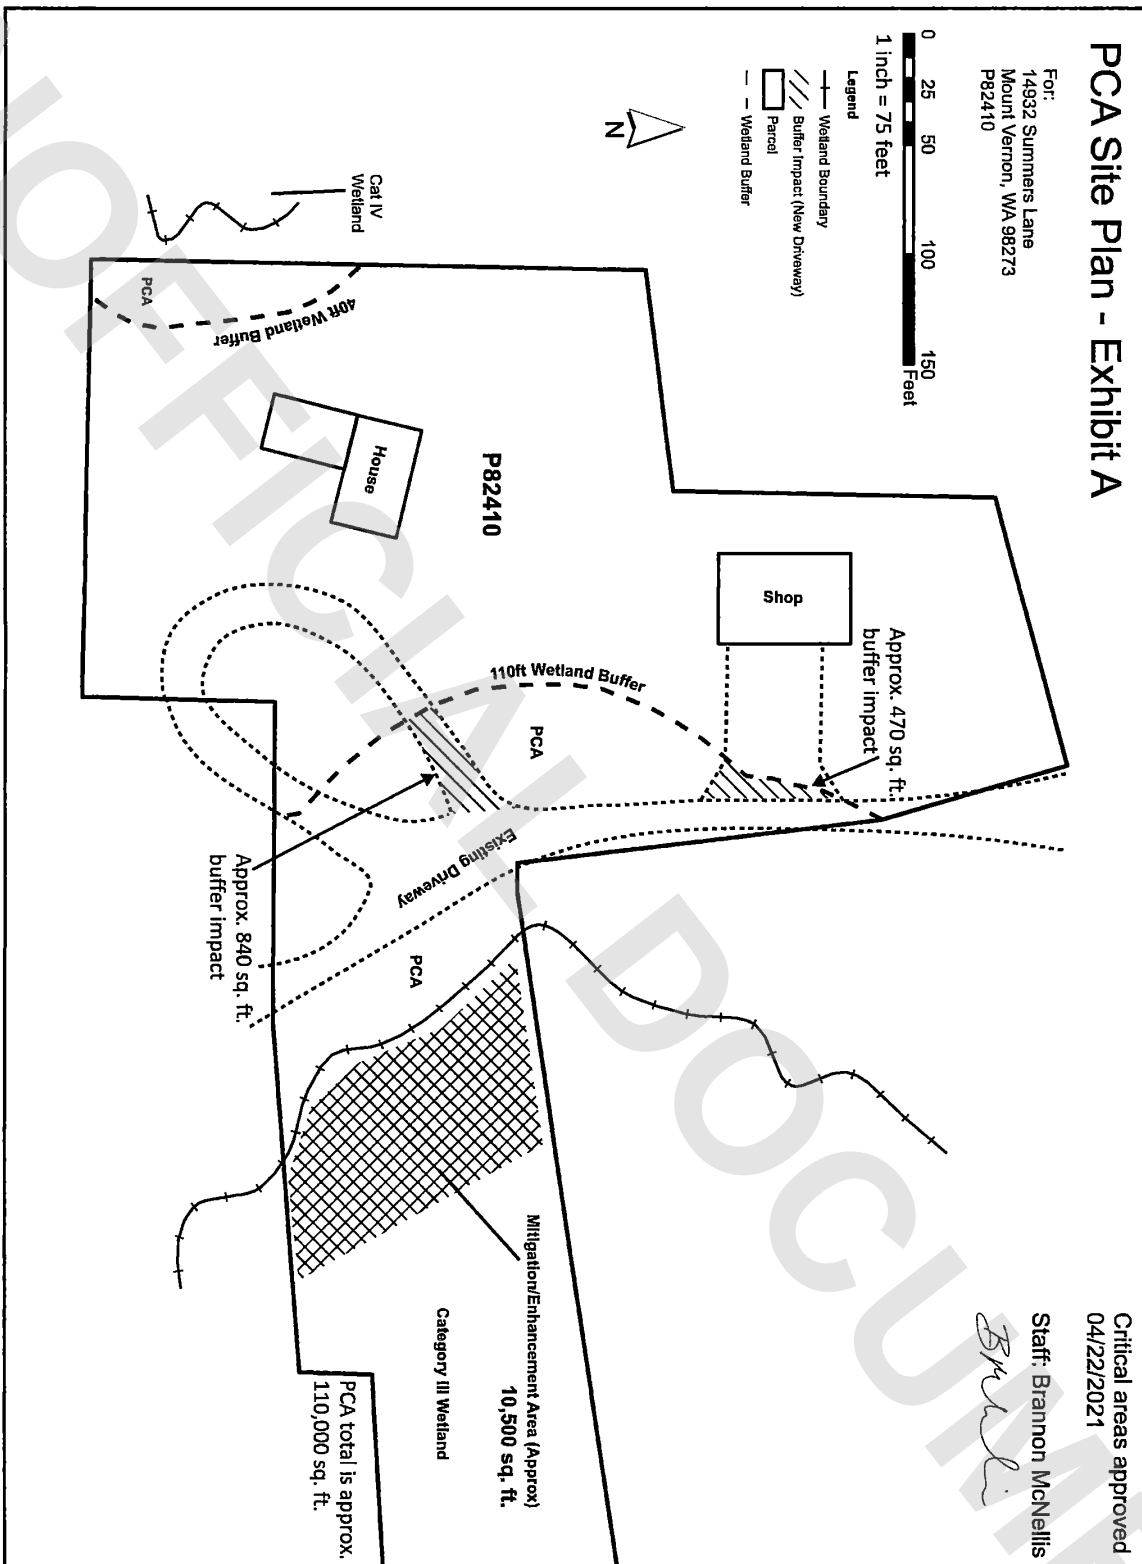 PCA Site Plan - Exhibit A
For:
14932 Summers Lane
Mount Vernon, WA 98273
P82410
0 25 50 100 150
Feet
1 inch = 75 feet
Legend
Wetland Boundary
Buffer Impact (New Driveway)
Parcel
Wetland Buffer
N
Critical areas approved
04/22/2021
Staff: Brannon McNellis
Cat IV
Wetland
PCA
40ft Wetland Buffer
House
P82410
Shop
Approx. 470 sq. ft.
buffer impact
110ft Wetland Buffer
PCA
Existing Driveway
Approx. 840 sq. ft.
buffer impact
PCA
Mitigation/Enhancement Area (Approx)
10,500 sq. ft.
Category III Wetland
PCA total is approx.
110,000 sq. ft.
OFFICIAL DOCUM